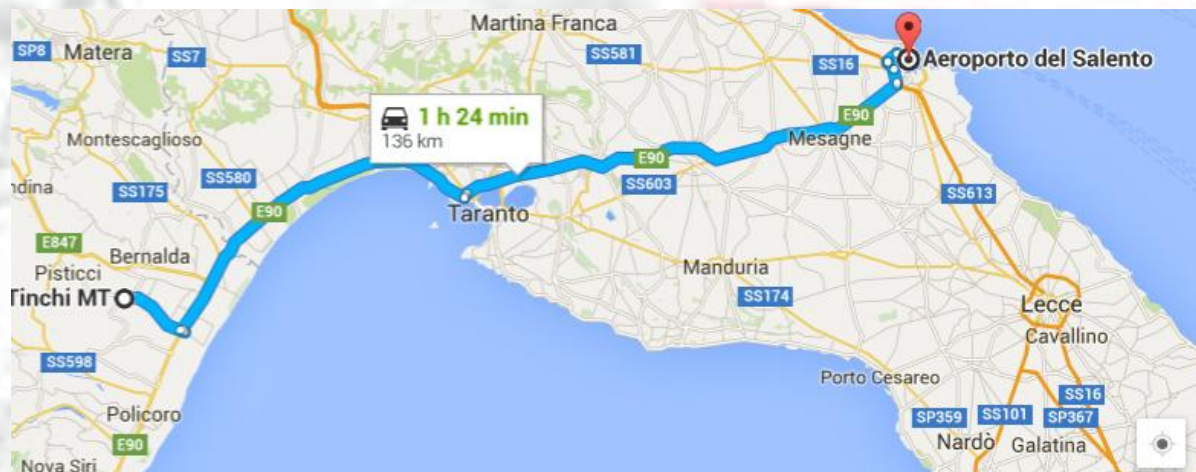 Martina Franca
SP8
Matera
SS7
SS581
SS16
Aeroporto del Salento
1 h 24 min
136 km
E90
Montescaglioso
Mesagne
E90
SS580
SS175
SS603
SS613
E90
Taranto
E847
Bernalda
Pisticci
Manduria
Tinchi MT
SS174
Lecce
Cavallino
SS598
Porto Cesareo
SS16
Policoro
SP359
SS101
SP367
E90
Nardò
Galatina
Nova Siri